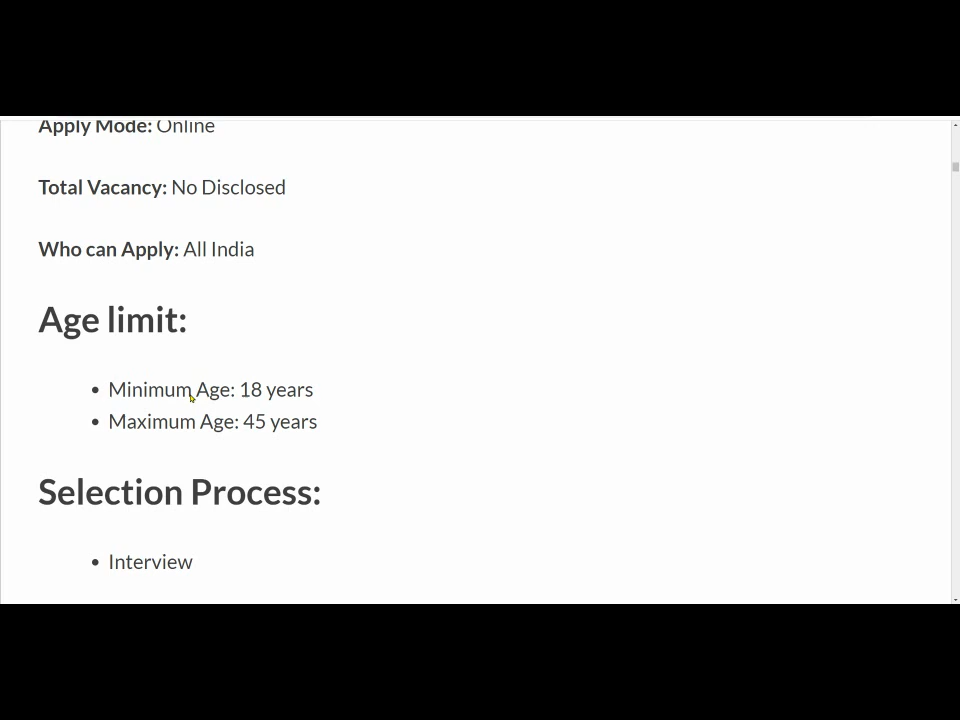 Apply Mode: Online
Total Vacancy: No Disclosed
Who can Apply: All India
Age limit:
• Minimum Age: 18 years
• Maximum Age: 45 years
Selection Process:
• Interview